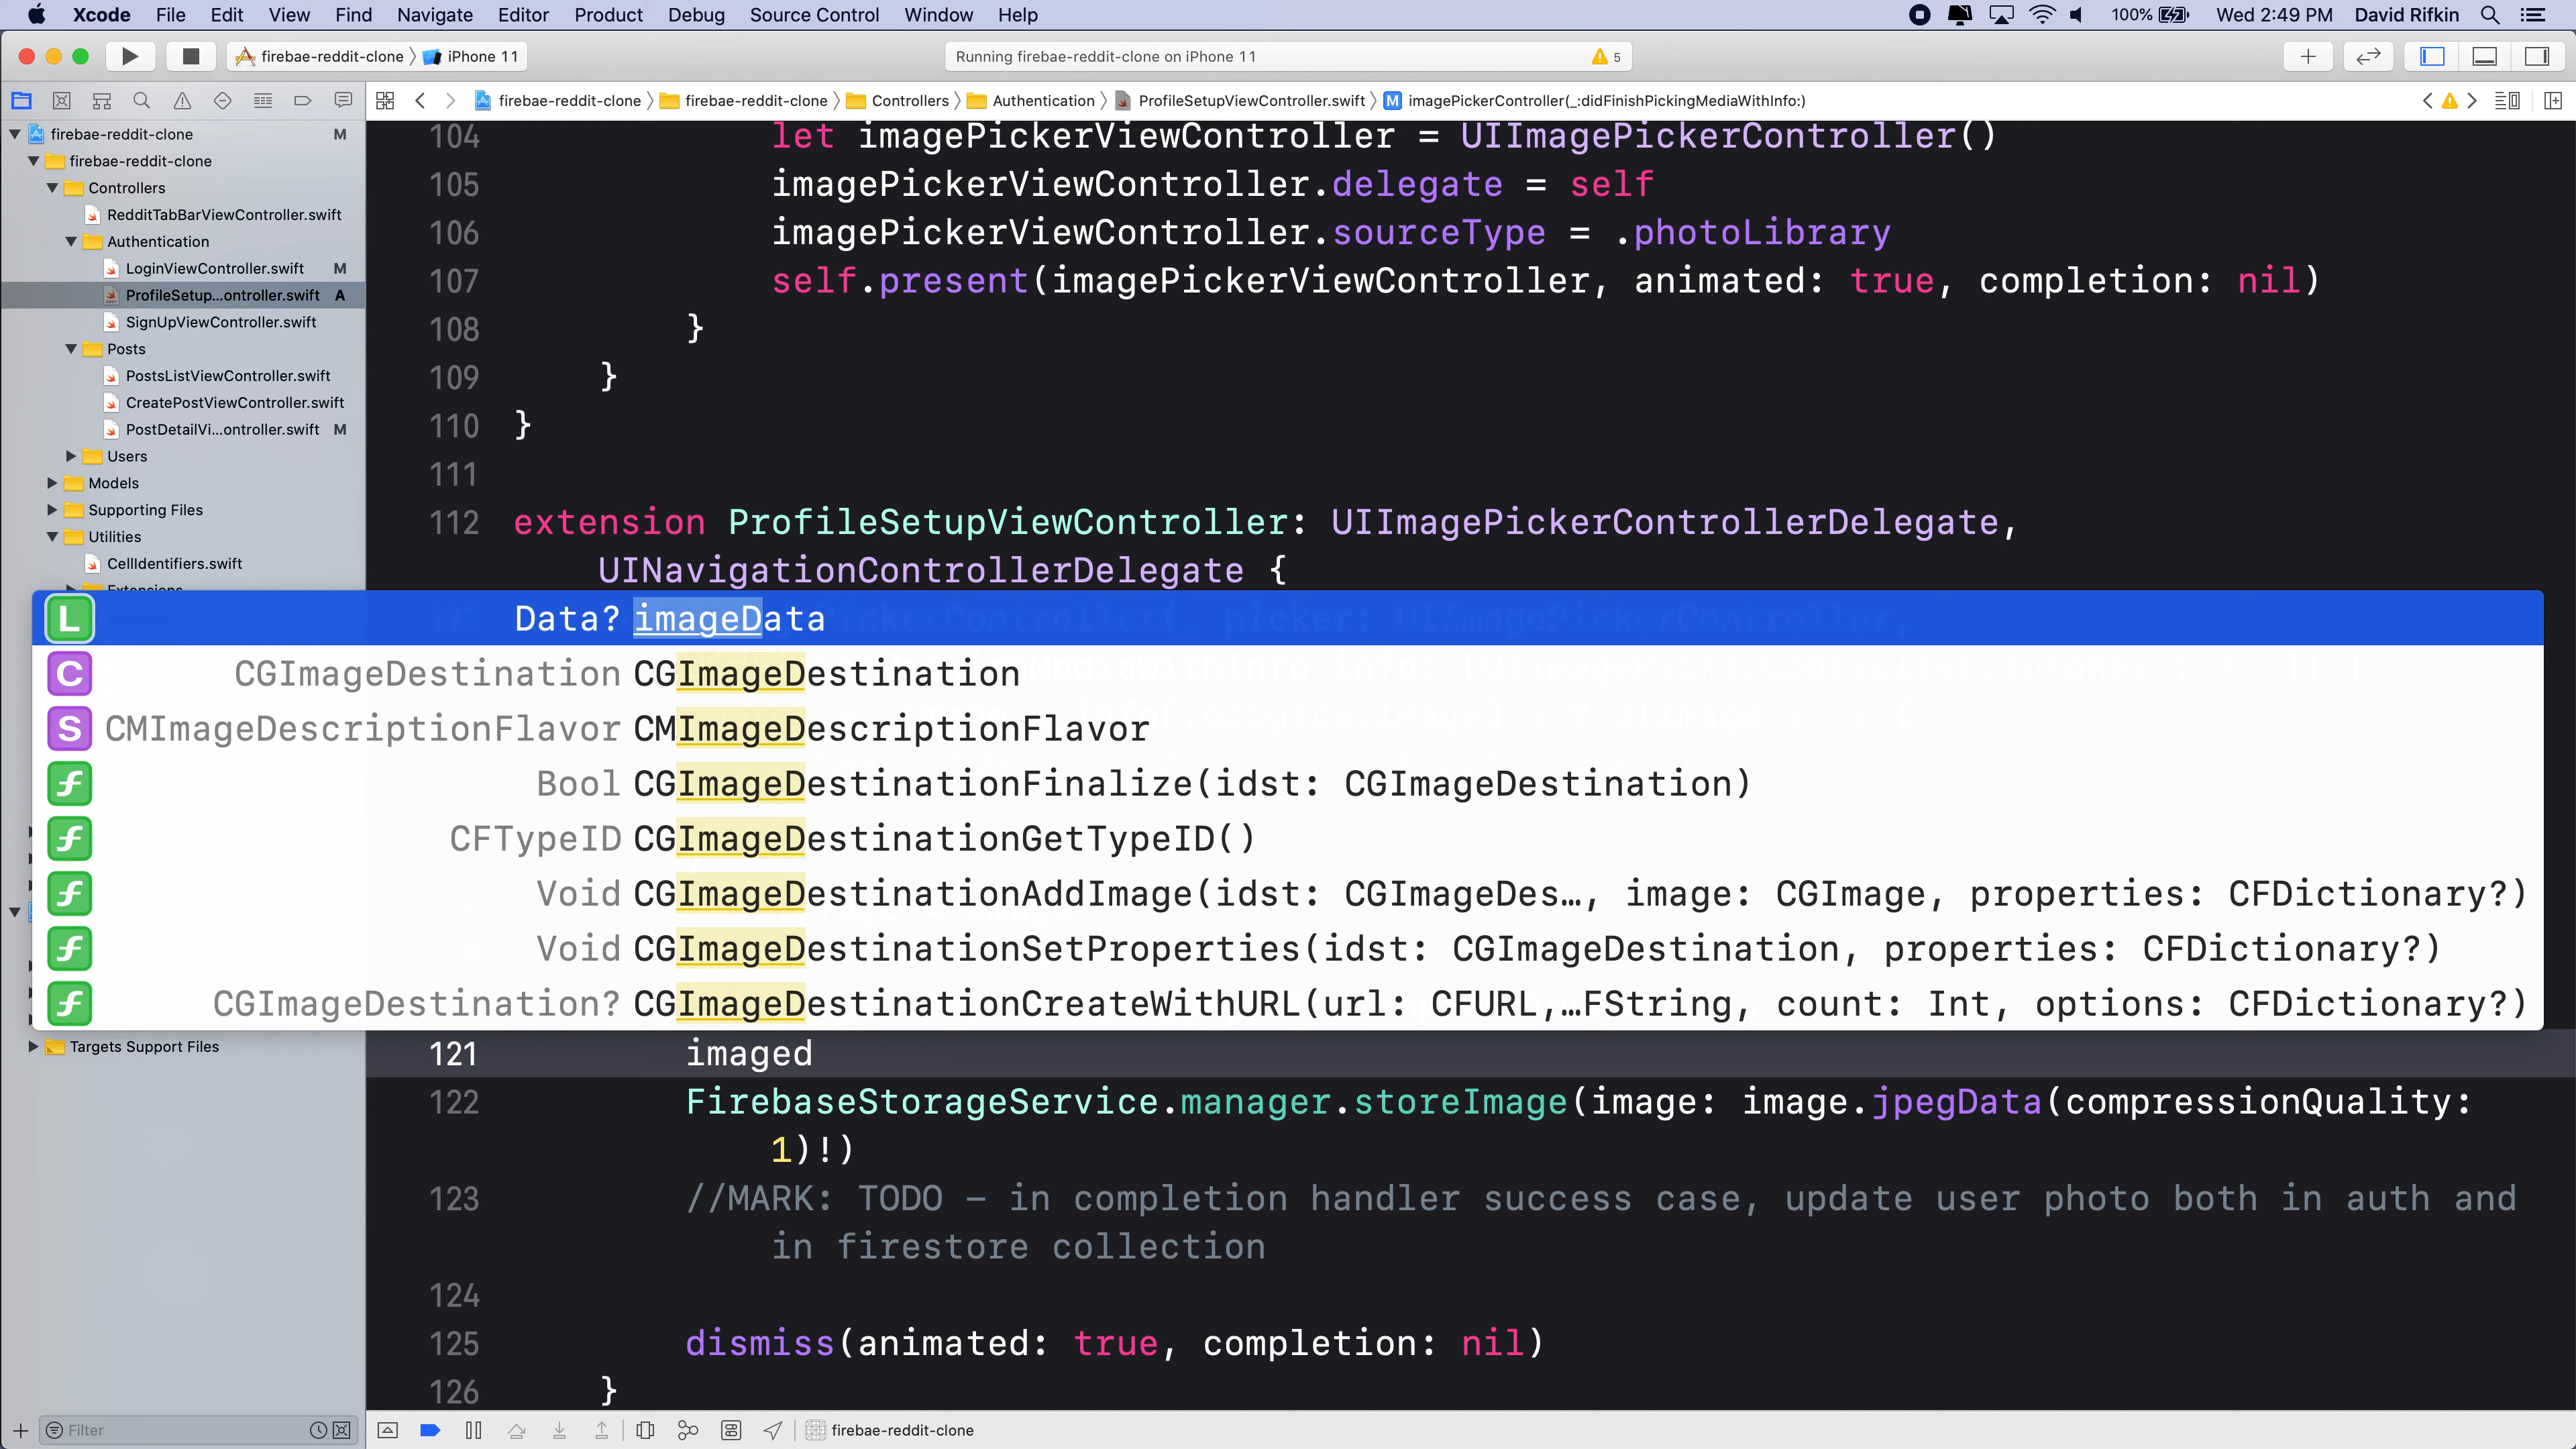 Xcode File Edit View Find Navigate Editor Product Debug Source Control Window Help 100% Wed 2:49 PM David Rifkin
firebae-reddit-clone iPhone 11 Running firebae-reddit-clone on iPhone 11 5
firebae-reddit-clone firebae-reddit-clone Controllers Authentication ProfileSetupViewController.swift M imagePickerController(_:didFinishPickingMediaWithInfo:)
firebae-reddit-clone M
firebae-reddit-clone
Controllers
RedditTabBarViewController.swift
Authentication
LoginViewController.swift M
ProfileSetup...ontroller.swift A
SignUpViewController.swift
Posts
PostsListViewController.swift
CreatePostViewController.swift
PostDetailVi...ontroller.swift M
Users
Models
Supporting Files
Utilities
CellIdentifiers.swift
Extensions
Targets Support Files
Filter
104 let imagePickerViewController = UIImagePickerController()
105 imagePickerViewController.delegate = self
106 imagePickerViewController.sourceType = .photoLibrary
107 self.present(imagePickerViewController, animated: true, completion: nil)
108 }
109 }
110 }
111
112 extension ProfileSetupViewController: UIImagePickerControllerDelegate,
UINavigationControllerDelegate {
L Data? imageData
C CGImageDestination CGImageDestination
S CMImageDescriptionFlavor CMImageDescriptionFlavor
f Bool CGImageDestinationFinalize(idst: CGImageDestination)
f CFTypeID CGImageDestinationGetTypeID()
f Void CGImageDestinationAddImage(idst: CGImageDes…, image: CGImage, properties: CFDictionary?)
f Void CGImageDestinationSetProperties(idst: CGImageDestination, properties: CFDictionary?)
f CGImageDestination? CGImageDestinationCreateWithURL(url: CFURL,…FString, count: Int, options: CFDictionary?)
121 imaged
122 FirebaseStorageService.manager.storeImage(image: image.jpegData(compressionQuality:
1)!)
123 //MARK: TODO - in completion handler success case, update user photo both in auth and
in firestore collection
124
125 dismiss(animated: true, completion: nil)
126 }
firebae-reddit-clone